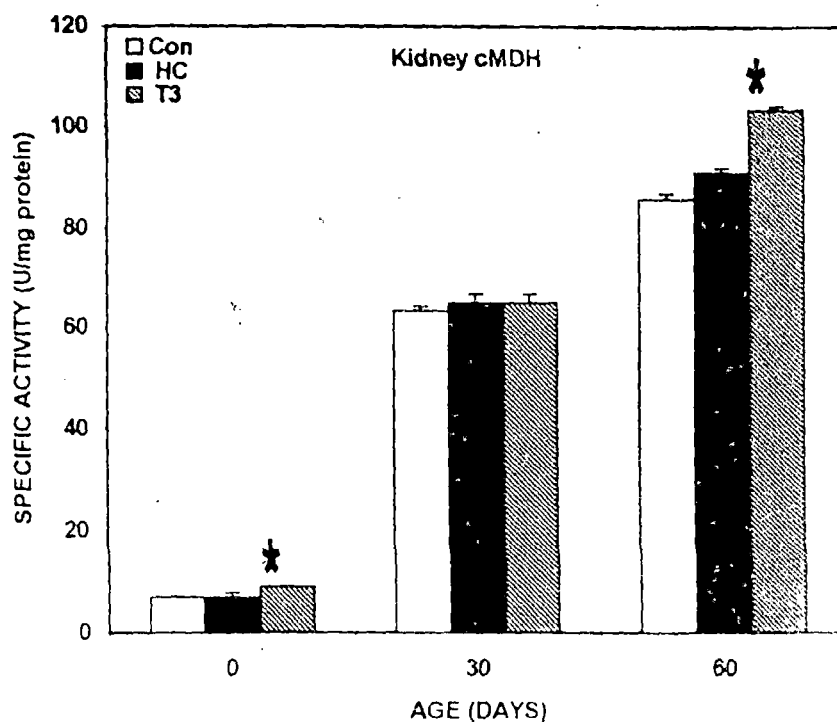 120
Con
HC
T3
Kidney cMDH
100
80
60
40
20
0
SPECIFIC ACTIVITY (U/mg protein)
0 30 60
AGE (DAYS)